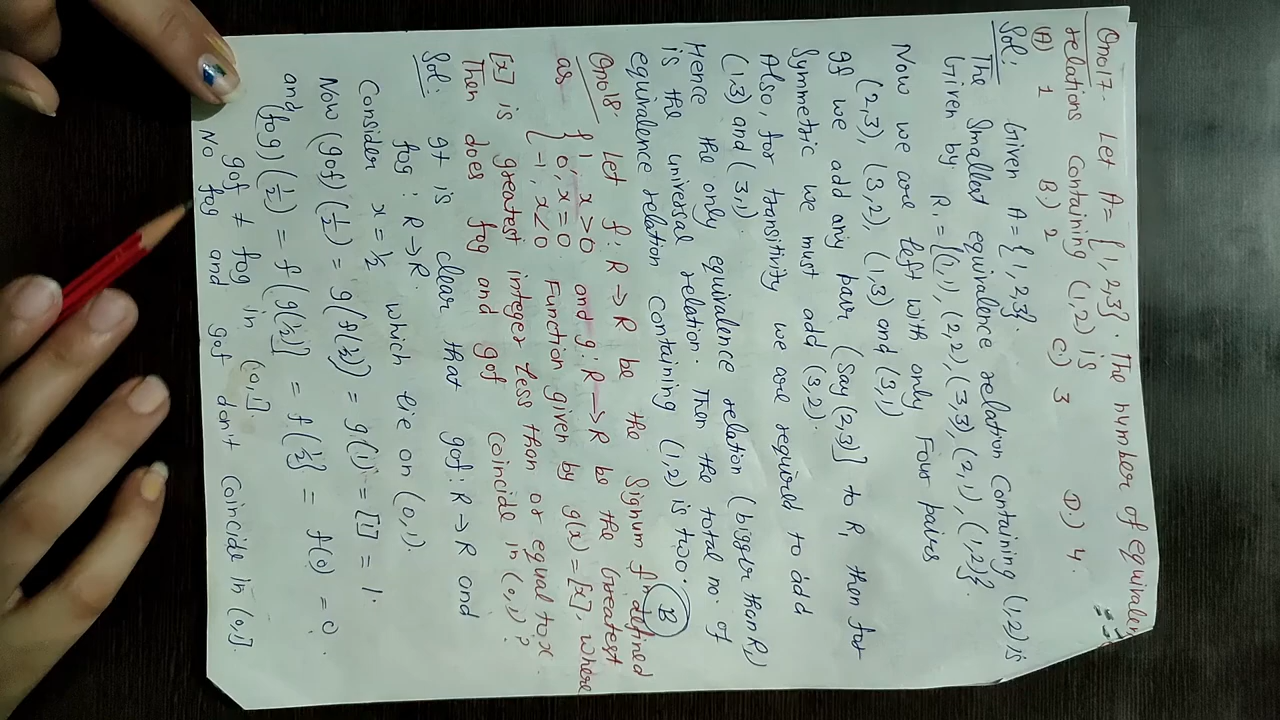 Qno17. Let A = {1,2,3}. The number of equivalen
relations containing (1,2) is
(A) 1 B.) 2 C.) 3 D.) 4.
Sol: Given A = {1,2,3}.
The smallest equivalence relation containing (1,2) is
Given by R₁ = {(1,1), (2,2), (3,3), (2,1), (1,2)}.
Now we are left with only Four pairs
(2,3), (3,2), (1,3) and (3,1)
If we add any pair (say (2,3)] to R₁ then for
Symmetric we must add (3,2).
Also, for transitivity we are required to add
(1,3) and (3,1)
Hence the only equivalence relation (bigger than R₁)
is the universal relation. Then the total no. of
equivalence relation containing (1,2) is two. (B)
Qno18. Let f: R → R be the Signum fⁿ defined
as { 1, x>0
0, x=0
-1, x<0 and g: R → R be the Greatest
Function given by g(x) = [x], where
[x] is greatest integer less than or equal to x.
Then does fog and gof coincide in (0,1)?
Sol: It is clear that gof: R → R and
fog: R → R.
Consider x = ½ which lie on (0,1).
Now (gof)(½) = g(f(½)) = g(1) = [1] = 1.
and (fog)(½) = f{g(½)] = f(½} = f(0) = 0.
gof ≠ fog in (0,1]
No fog and gof don't coincide in (0,1].